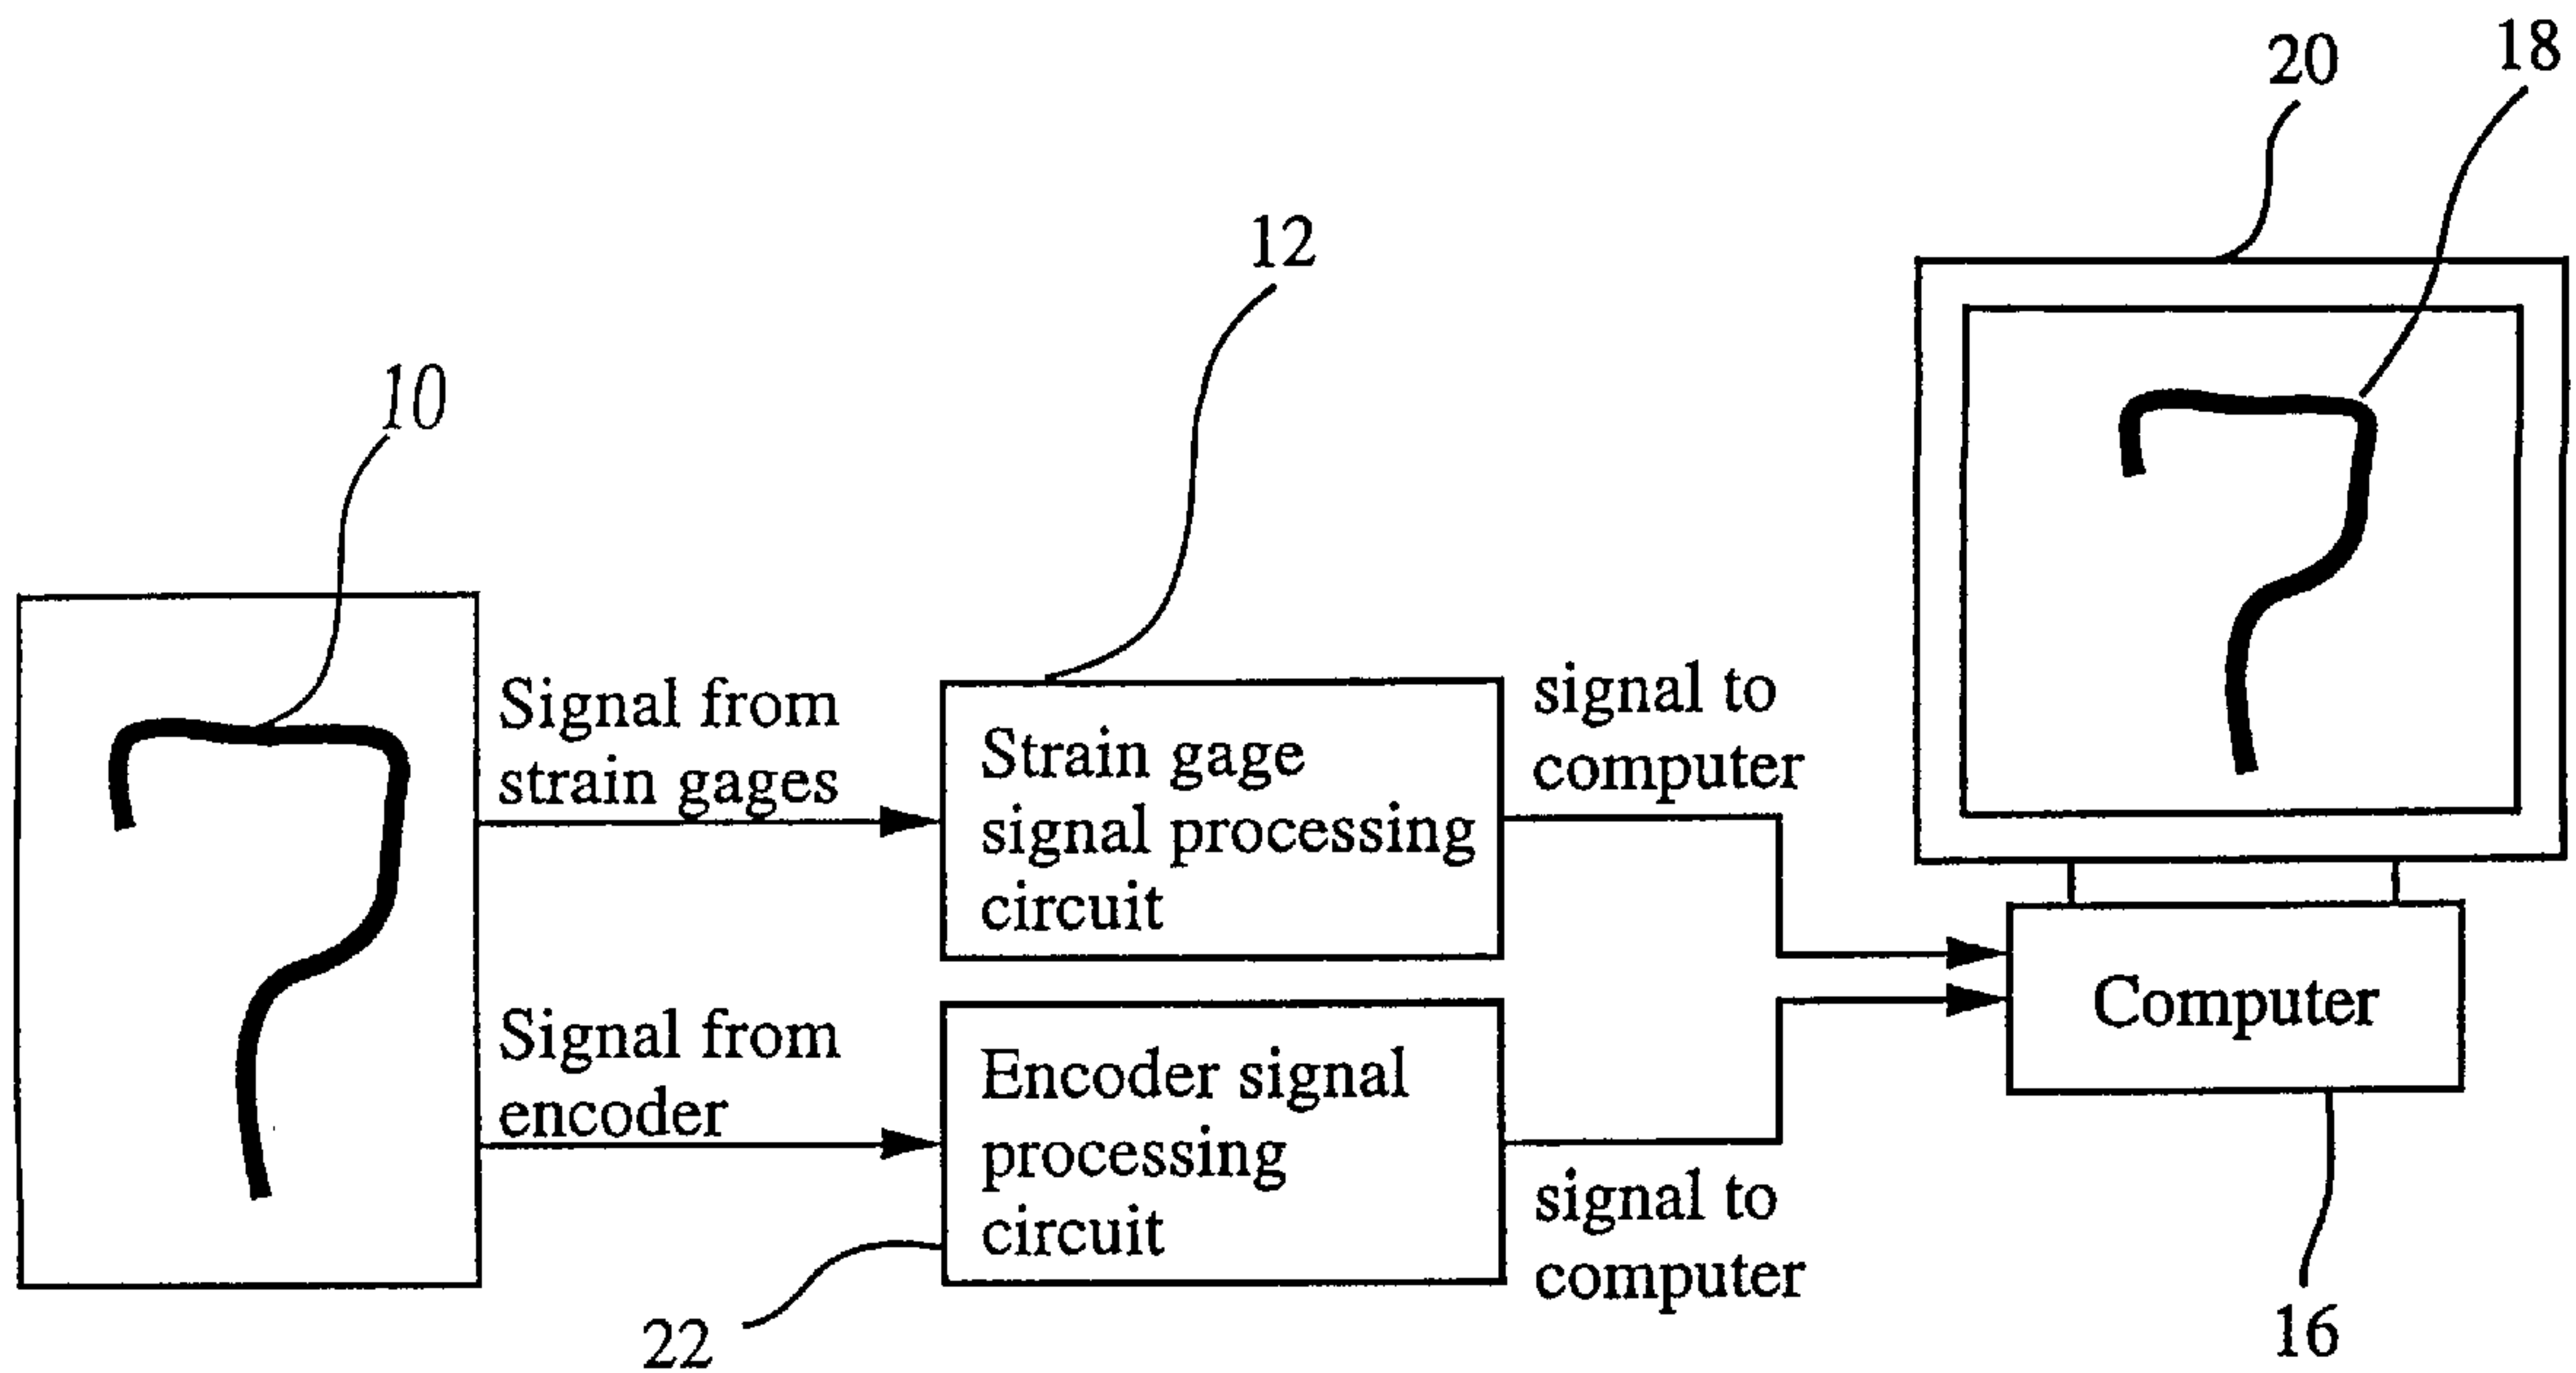 18
20
12
10
Signal from
strain gages
Strain gage
signal processing
circuit
signal to
computer
Signal from
encoder
Encoder signal
processing
circuit
signal to
computer
Computer
22
16